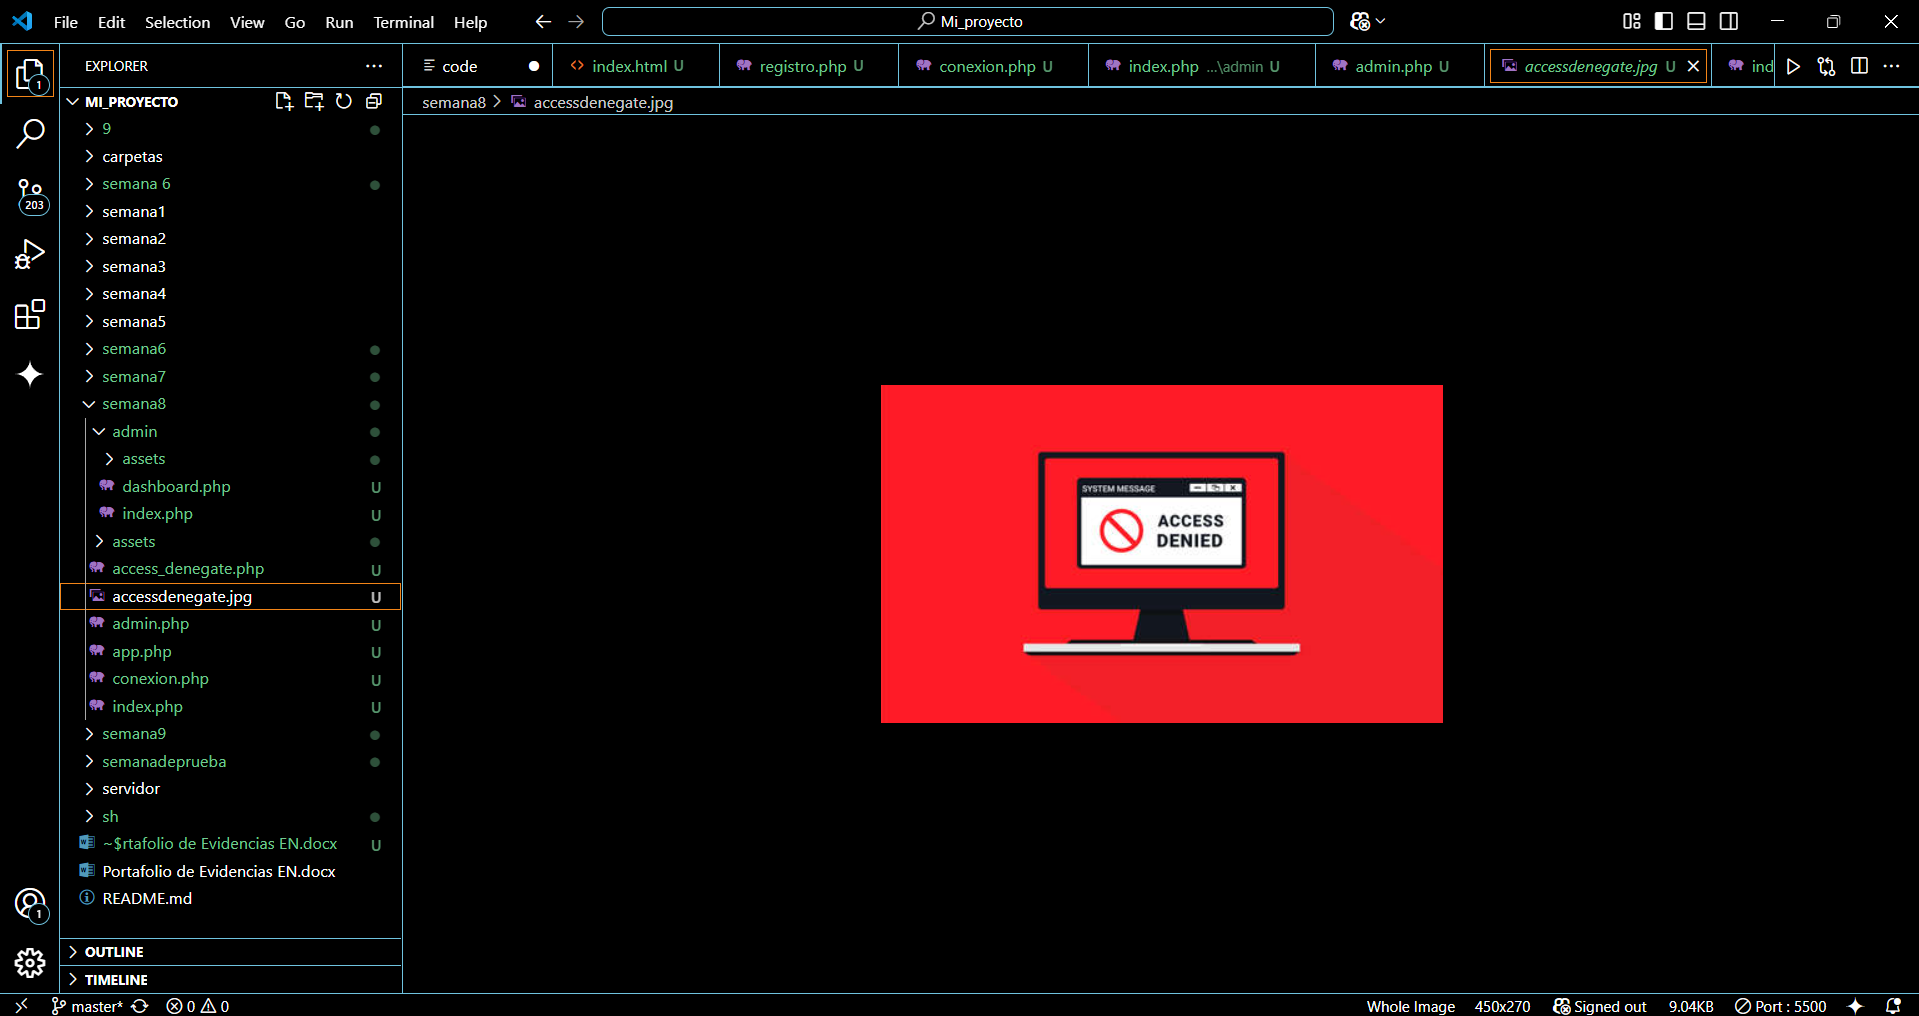 File Edit Selection View Go Run Terminal Help
Mi_proyecto
EXPLORER
code
index.html U
registro.php U
conexion.php U
index.php ...\admin U
admin.php U
accessdenegate.jpg U
ind
semana8 > accessdenegate.jpg
MI_PROYECTO
9
carpetas
semana 6
semana1
semana2
semana3
semana4
semana5
semana6
semana7
semana8
admin
assets
dashboard.php U
index.php U
assets
access_denegate.php U
accessdenegate.jpg U
admin.php U
app.php U
conexion.php U
index.php U
semana9
semanadeprueba
servidor
sh
~$rtafolio de Evidencias EN.docx U
Portafolio de Evidencias EN.docx
README.md
OUTLINE
TIMELINE
1
203
1
SYSTEM MESSAGE
ACCESS
DENIED
master* 0 0
Whole Image 450x270 Signed out 9.04KB Port : 5500